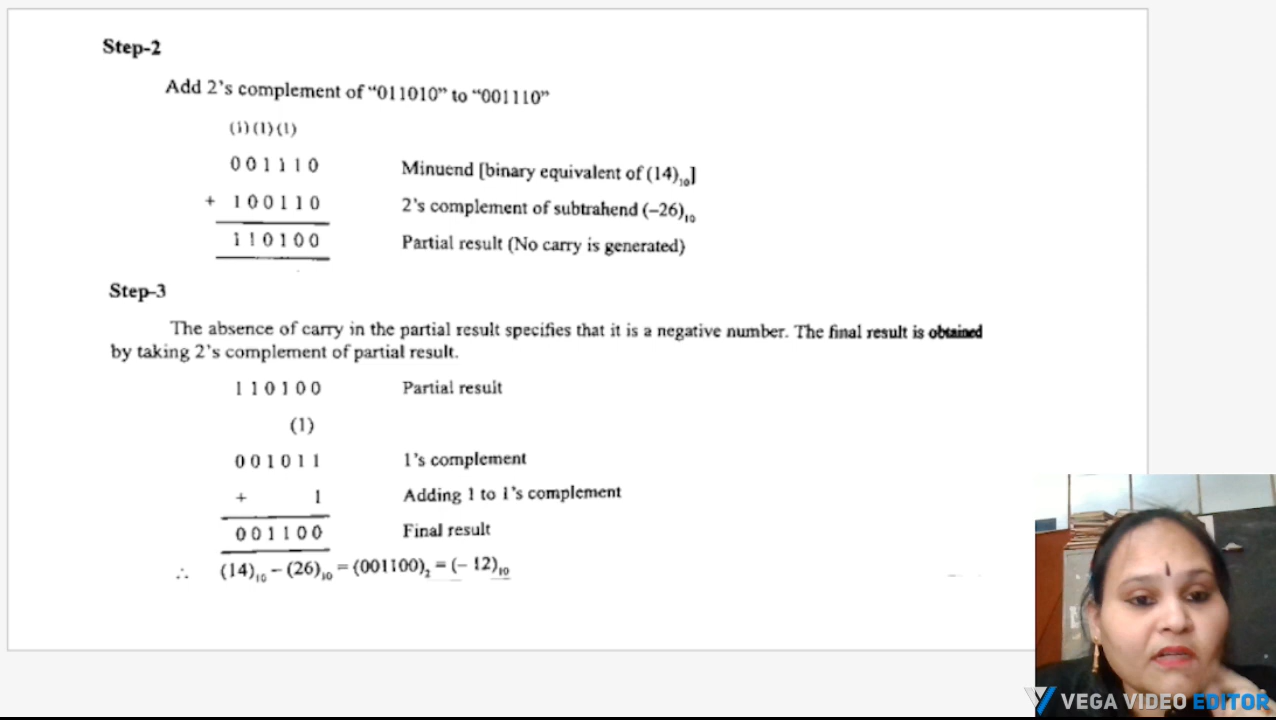 Step-2
Add 2's complement of "011010" to "001110"
(1) (1) (1)
0 0 1 1 1 0 Minuend [binary equivalent of (14)₁₀]
+ 1 0 0 1 1 0 2's complement of subtrahend (–26)₁₀
1 1 0 1 0 0 Partial result (No carry is generated)
Step-3
The absence of carry in the partial result specifies that it is a negative number. The final result is obtained
by taking 2's complement of partial result.
1 1 0 1 0 0 Partial result
(1)
0 0 1 0 1 1 1's complement
+ 1 Adding 1 to 1's complement
0 0 1 1 0 0 Final result
∴ (14)₁₀ – (26)₁₀ = (001100)₂ = (– 12)₁₀
VEGA VIDEO EDITOR